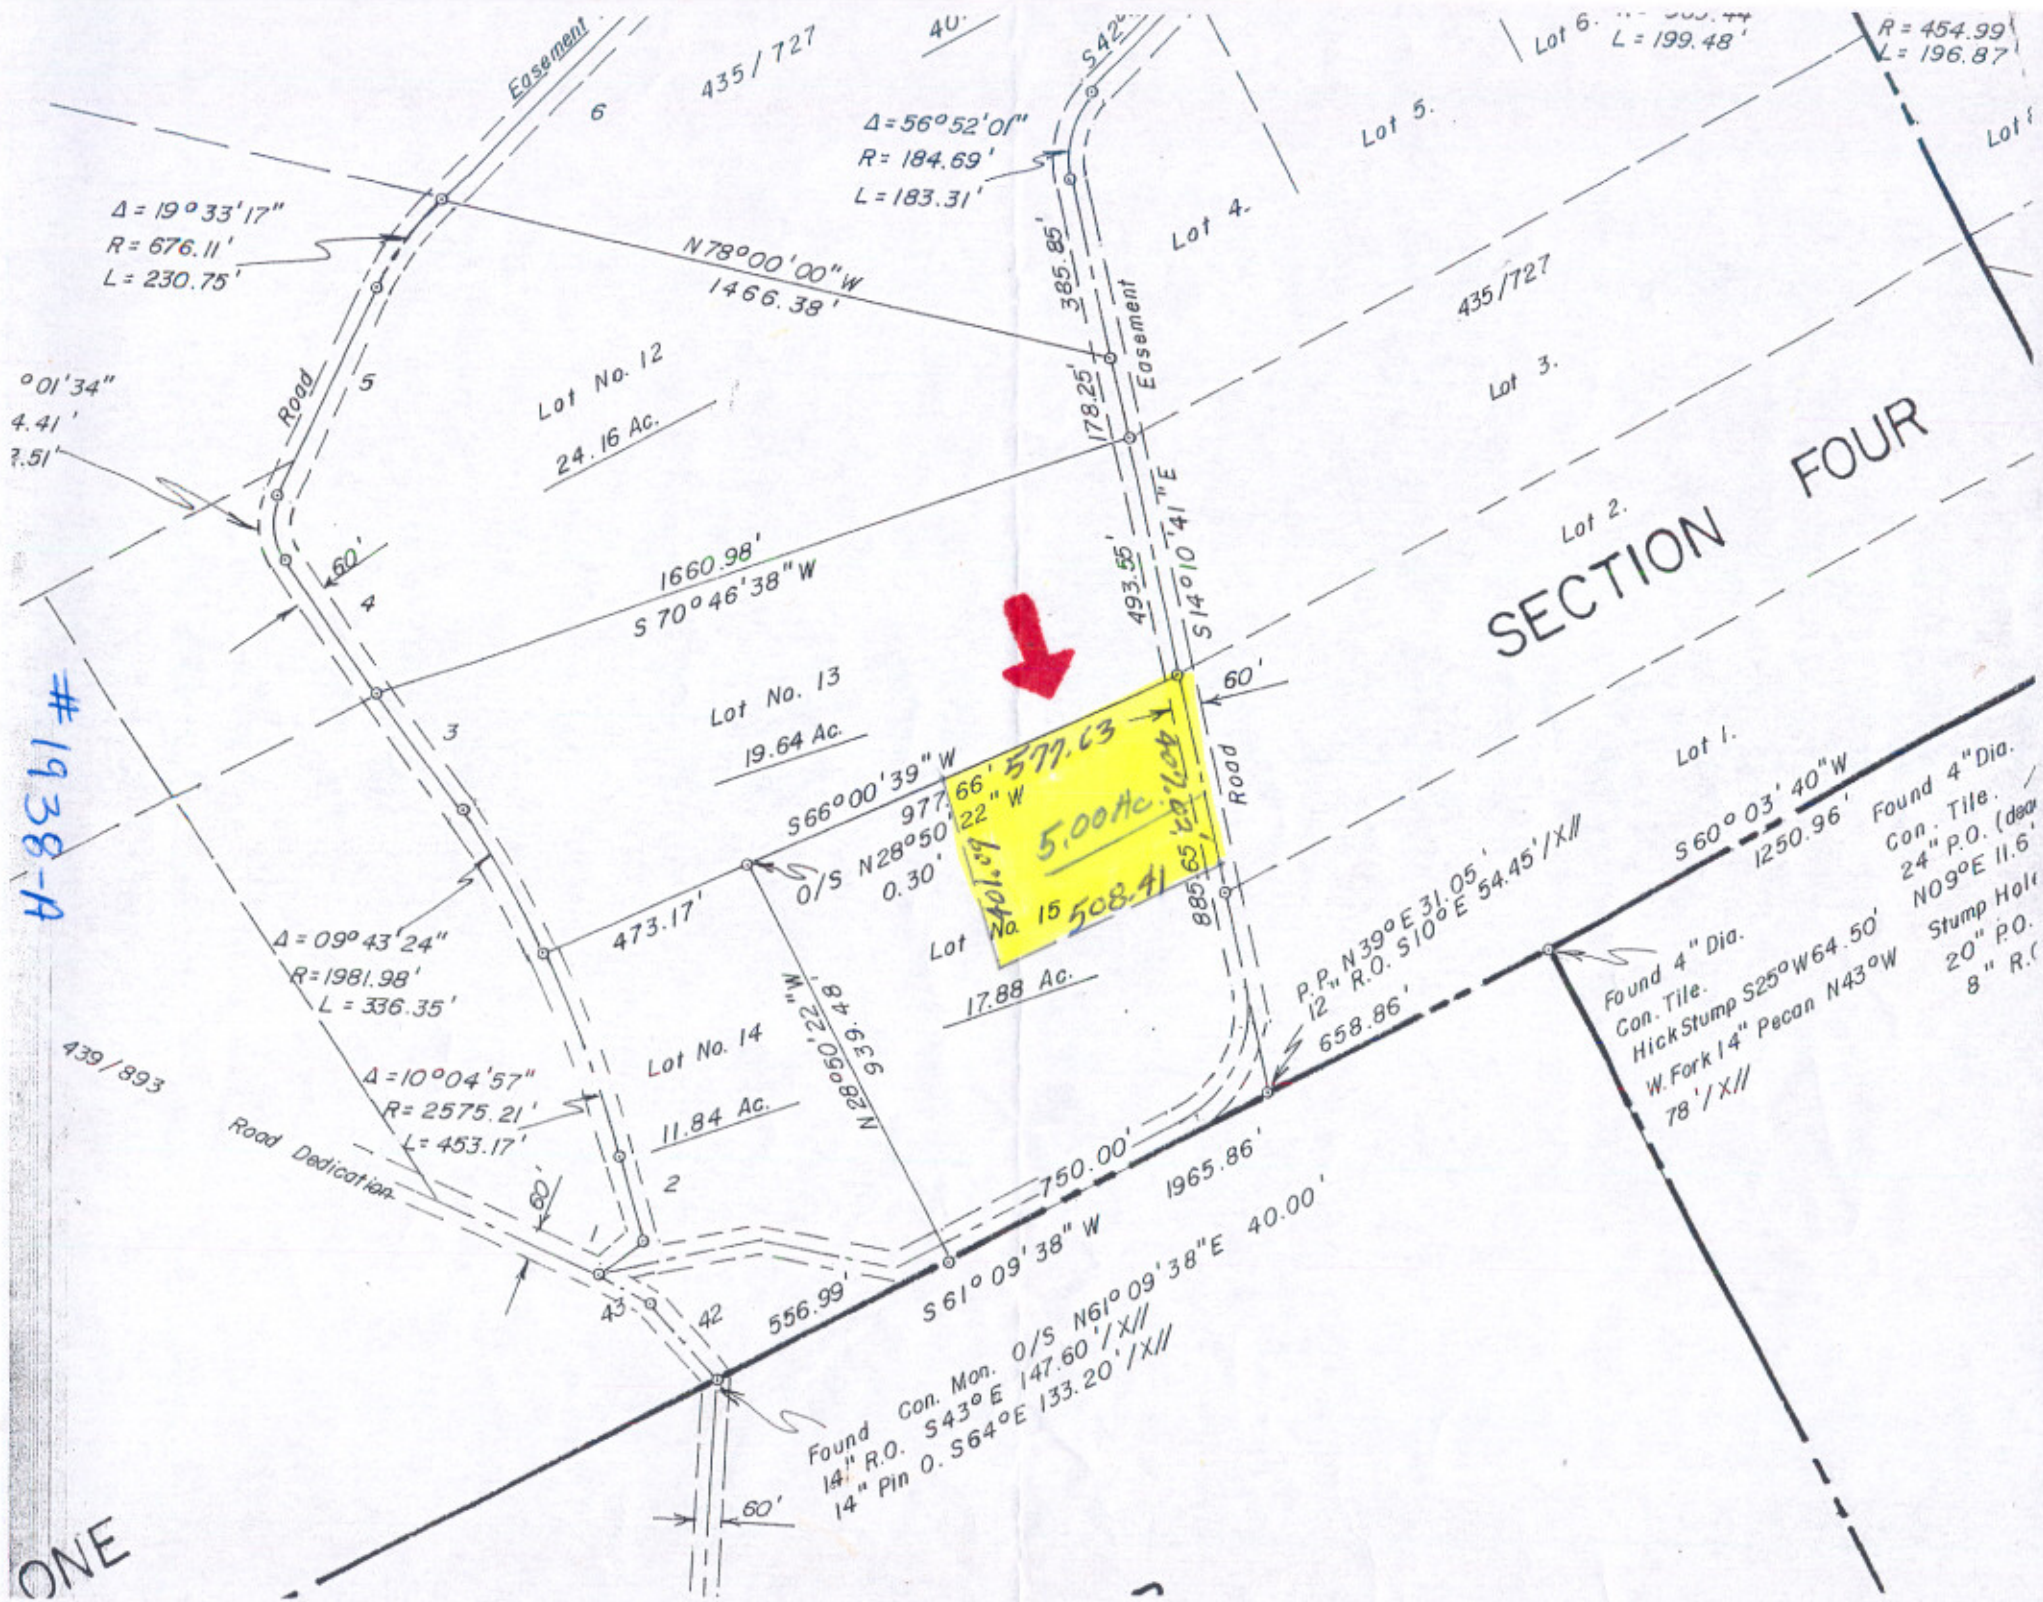 Easement
6
435/727
40'
S 42°
Δ=56°52'01"
R= 184.69'
L=183.31'
Lot 6.
L=199.48'
R=454.99'
L=196.87'
Lot 5.
Lot 4.
Δ=19°33'17"
R=676.11'
L=230.75'
N78°00'00"W
1466.38'
385.85'
Easement
435/727
Lot 3.
°01'34"
4.41'
Road
5
Lot No. 12
24.16 Ac.
178.25'
493.55'
S14°10'41"E
Lot 2.
SECTION FOUR
60'
4
1660.98'
S 70°46'38"W
# 1938-A
3
Lot No. 13
19.64 Ac.
S66°00'39"W
977.66'
577.63
60'
O/S N28°50'22"W
0.30'
5.00 Ac.
Road
Lot 1.
Lot No. 15
508.41
17.88 Ac.
885.65'
473.17'
N28°50'22"W
939.48'
Δ=09°43'24"
R=1981.98'
L=336.35'
P.P. N39°E 31.05'
12" R.O. S10°E 54.45'/X//
658.86'
S60°03'40"W
1250.96'
Found 4"Dia.
Con. Tile.
24" P.O.
N09°E 11.6
Stump
20" P.O.
8"
Found 4" Dia.
Con. Tile.
Hick Stump S25°W 64.50'
W. Fork 14" Pecan N43°W
78'/X//
439/893
Δ=10°04'57"
R=2575.21'
L=453.17'
Lot No. 14
11.84 Ac.
Road Dedication
60'
1
2
750.00'
1965.86'
S61°09'38"W
43
42
556.99'
Found Con. Mon. O/S N61°09'38"E 40.00'
14" R.O. S43°E 147.60'/X//
14" Pin O. S64°E 133.20'/X//
60'
ONE